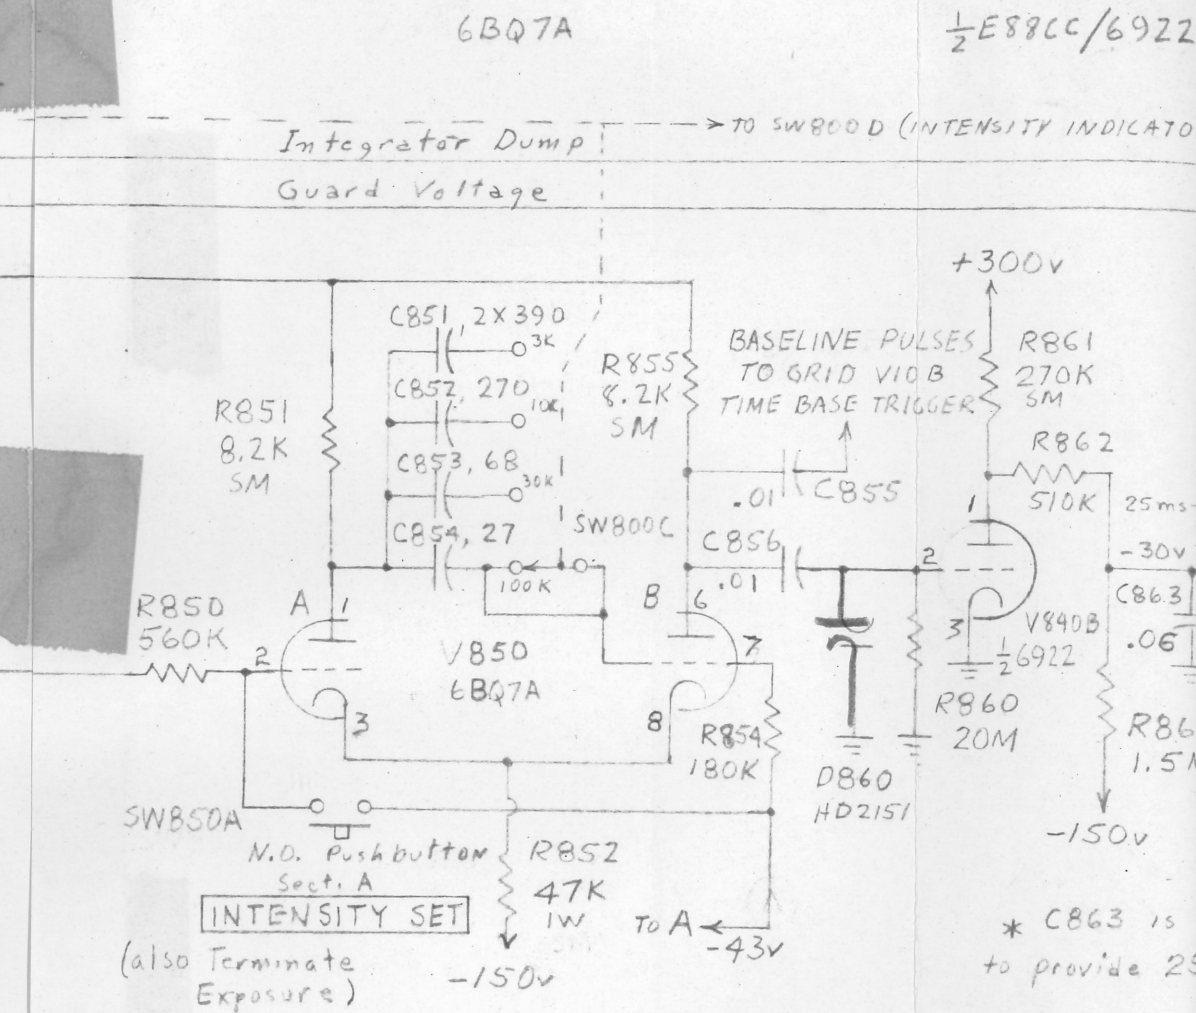 6BQ7A
½E88CC/6922
TO SW800D (INTENSITY INDICATO
Integrator Dump
Guard Voltage
+300v
C851, 2X390
3K
BASELINE PULSES
TO GRID V10B
TIME BASE TRIGGER
R861
270K
SM
R855
8.2K
SM
C852, 270
10K
R851
8.2K
SM
R862
510K
C853, 68
30K
.01
C855
1
25ms
C854, 27
SW800C
C856
.01
-30v
100K
2
R850
560K
A
1
B
6
C863
.06
3
V840B
½6922
2
V850
6BQ7A
7
3
8
R854
180K
R860
20M
R86
1.5M
D860
HD2151
SW850A
-150v
N.O. Pushbutton
Sect. A
R852
47K
1W
SM
INTENSITY SET
TO A
-43v
* C863 is
to provide 25
(also Terminate
Exposure)
-150v